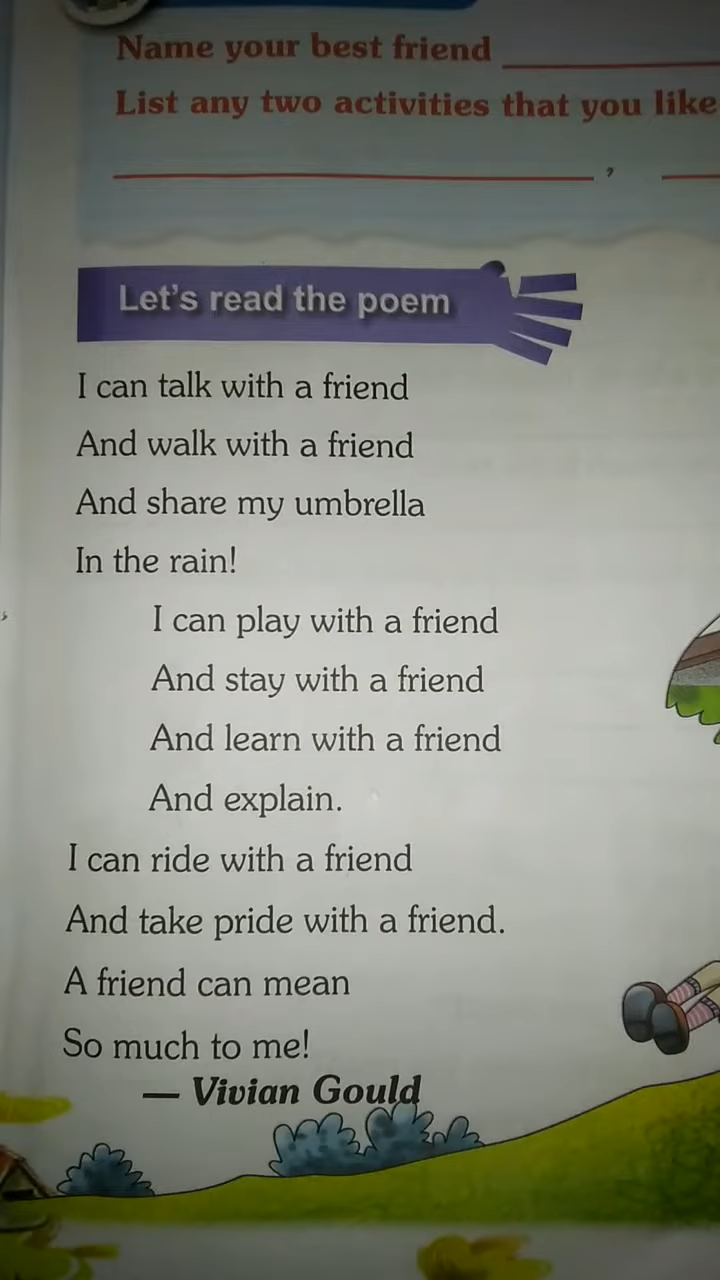 Name your best friend
List any two activities that you like
,
Let's read the poem
I can talk with a friend
And walk with a friend
And share my umbrella
In the rain!
I can play with a friend
And stay with a friend
And learn with a friend
And explain.
I can ride with a friend
And take pride with a friend.
A friend can mean
So much to me!
— Vivian Gould